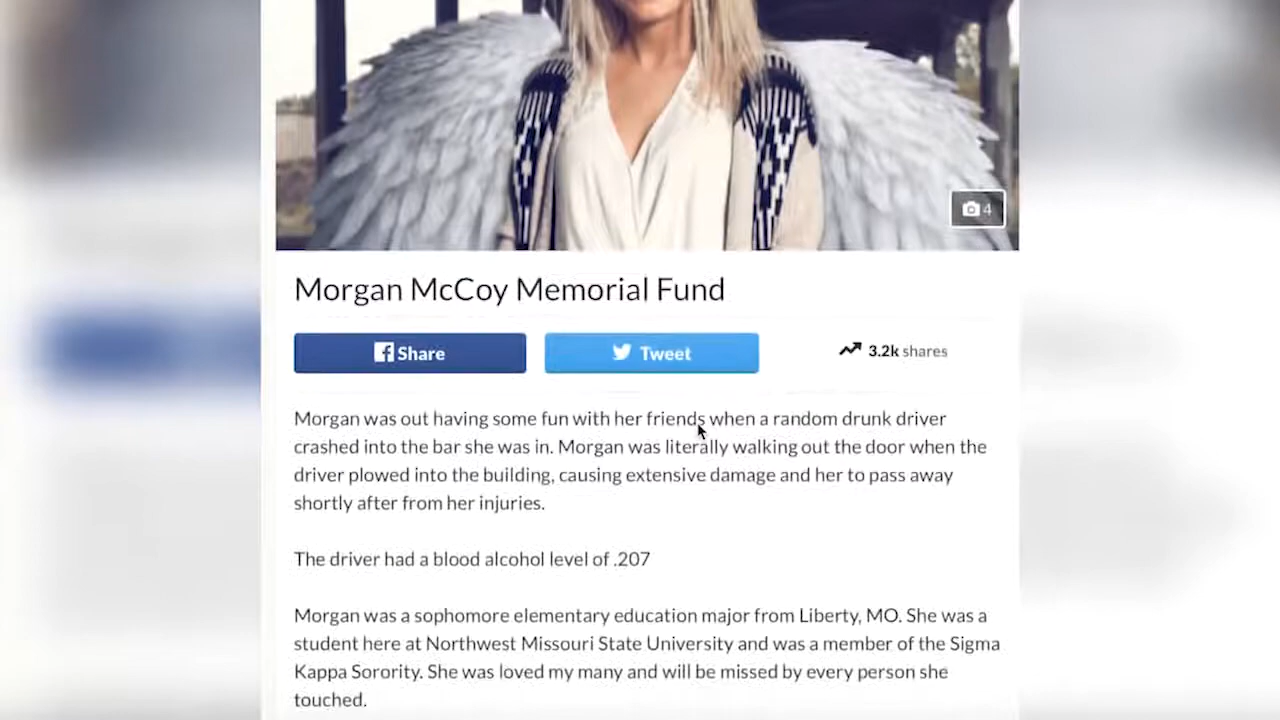 4
Morgan McCoy Memorial Fund
Share
Tweet
3.2k shares
Morgan was out having some fun with her friends when a random drunk driver
crashed into the bar she was in. Morgan was literally walking out the door when the
driver plowed into the building, causing extensive damage and her to pass away
shortly after from her injuries.
The driver had a blood alcohol level of .207
Morgan was a sophomore elementary education major from Liberty, MO. She was a
student here at Northwest Missouri State University and was a member of the Sigma
Kappa Sorority. She was loved my many and will be missed by every person she
touched.